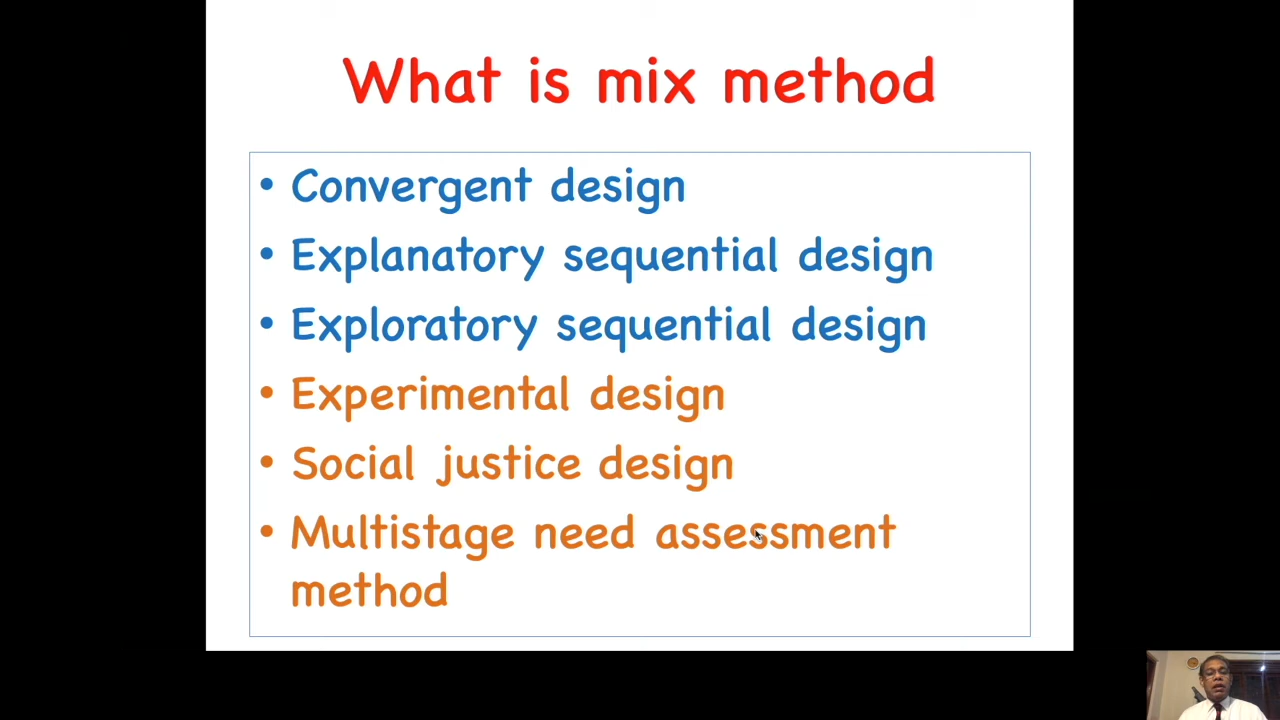 What is mix method
• Convergent design
• Explanatory sequential design
• Exploratory sequential design
• Experimental design
• Social justice design
• Multistage need assessment
method